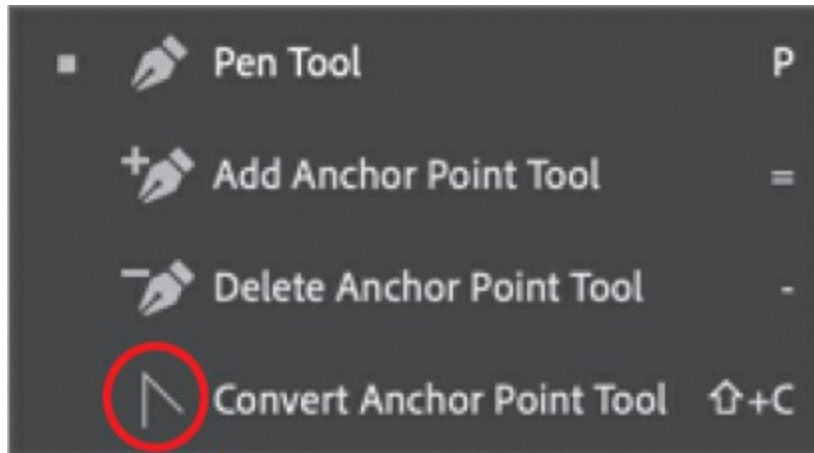 Pen Tool P
Add Anchor Point Tool =
Delete Anchor Point Tool -
Convert Anchor Point Tool ⇧+C